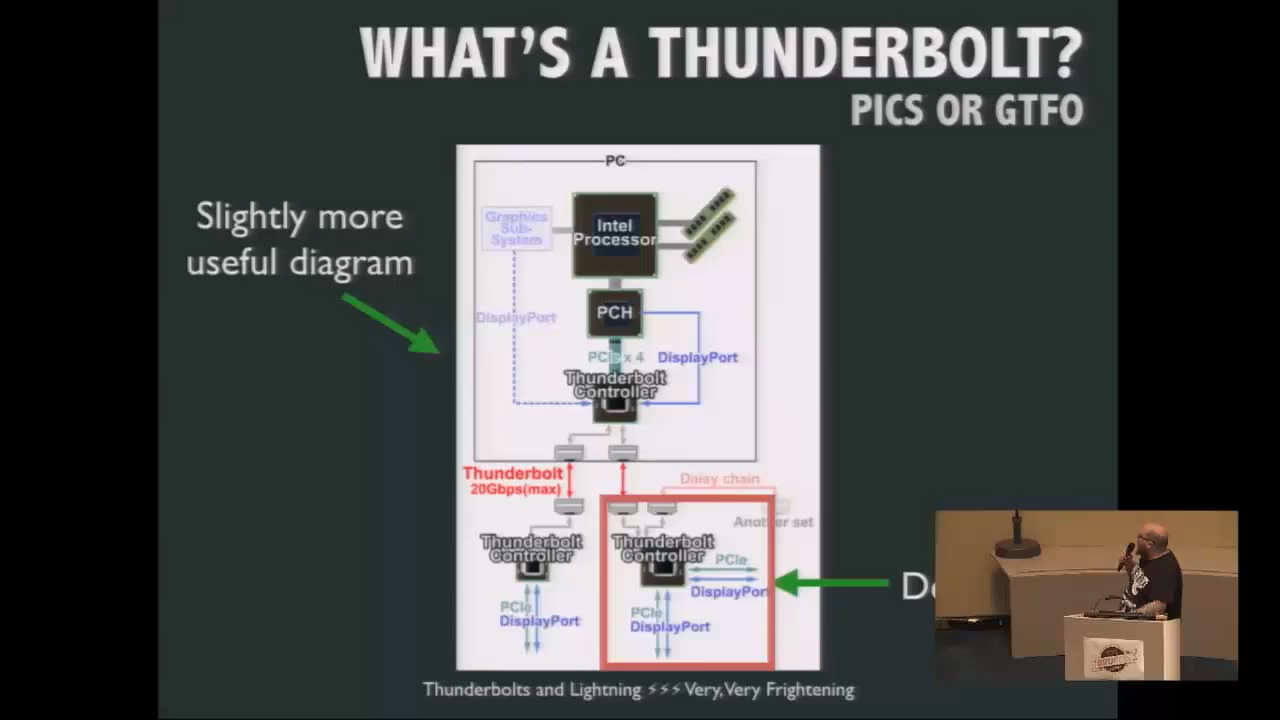 WHAT'S A THUNDERBOLT?
PICS OR GTFO
Slightly more
useful diagram
PC
Graphics
Sub-
System
Intel
Processor
DisplayPort
PCH
PCIe x 4
DisplayPort
Thunderbolt
Controller
Thunderbolt
20Gbps(max)
Daisy chain
Another set
Thunderbolt
Controller
Thunderbolt
Controller
PCIe
DisplayPort
PCIe
DisplayPort
PCIe
DisplayPort
Thunderbolts and Lightning ⚡⚡⚡ Very, Very Frightening